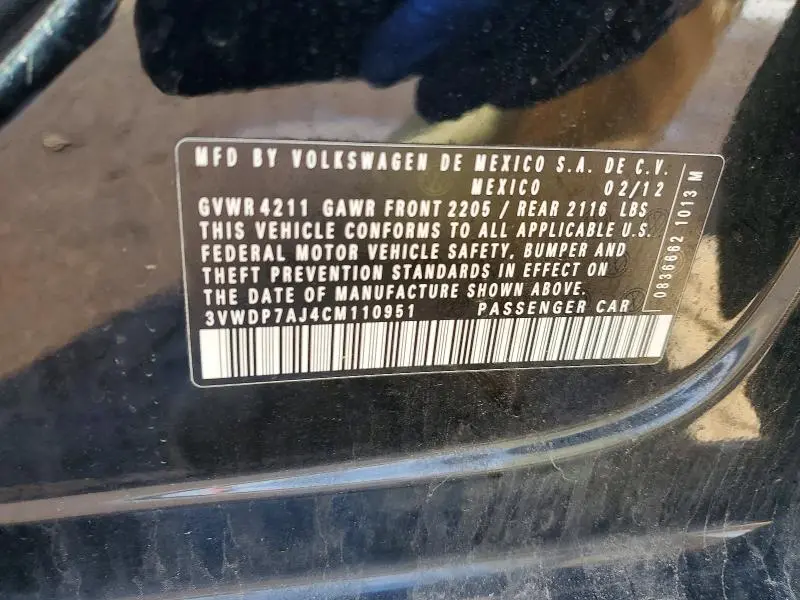 MFD BY VOLKSWAGEN DE MEXICO S.A. DE C.V.
MEXICO 02/12
GVWR 4211 GAWR FRONT 2205 / REAR 2116 LBS
THIS VEHICLE CONFORMS TO ALL APPLICABLE U.S.
FEDERAL MOTOR VEHICLE SAFETY, BUMPER AND
THEFT PREVENTION STANDARDS IN EFFECT ON
THE DATE OF MANUFACTURE SHOWN ABOVE.
3VWDP7AJ4CM110951 PASSENGER CAR
0836662 1013 M